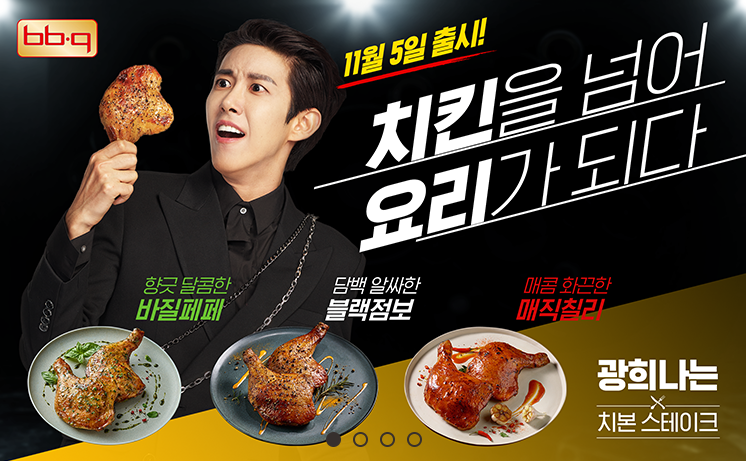 bb·q
11월 5일 출시!
치킨을 넘어
요리가 되다
향긋 달콤한
바질페페
담백 알싸한
블랙점보
매콤 화끈한
매직칠리
광희나는
치본 스테이크